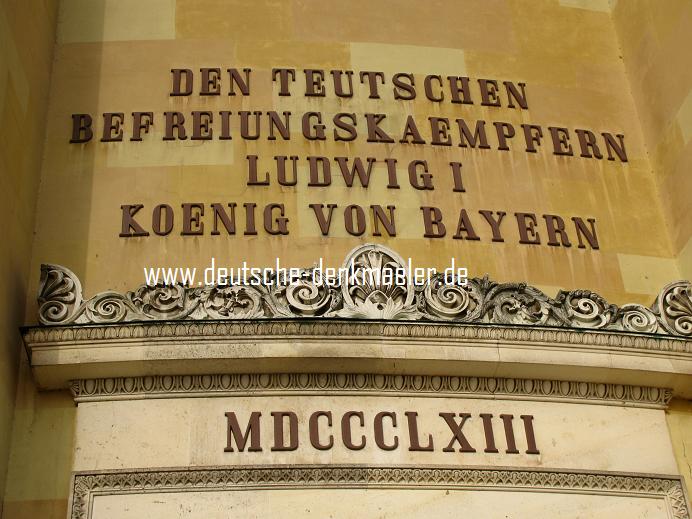 DEN TEUTSCHEN
BEFREIUNGSKAEMPFERN
LUDWIG I
KOENIG VON BAYERN
www.deutsche-denkmaeler.de
MDCCCLXIII